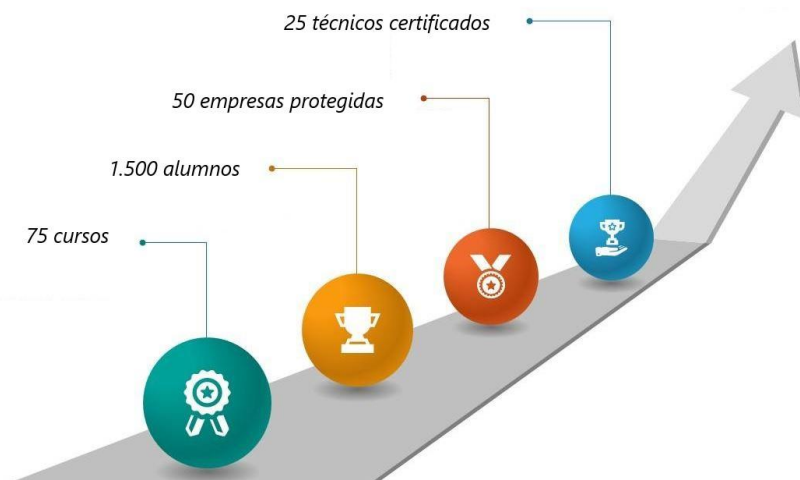 25 técnicos certificados
50 empresas protegidas
1.500 alumnos
75 cursos